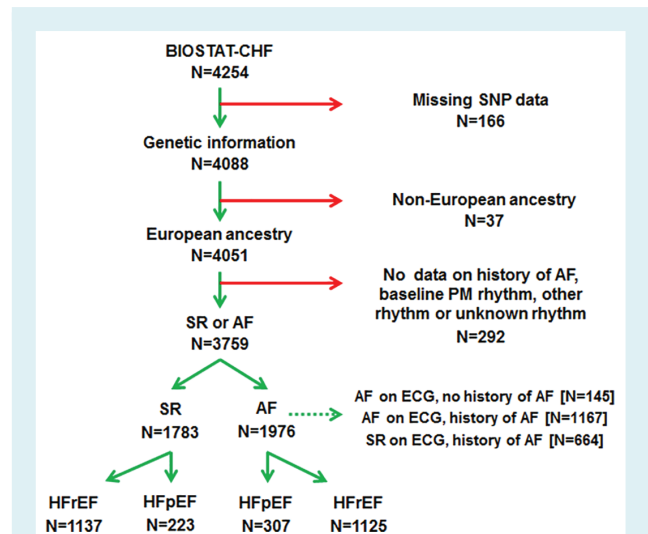 BIOSTAT-CHF
N=4254
Missing SNP data
N=166
Genetic information
N=4088
Non-European ancestry
N=37
European ancestry
N=4051
No data on history of AF,
baseline PM rhythm, other
rhythm or unknown rhythm
N=292
SR or AF
N=3759
SR
N=1783
AF
N=1976
AF on ECG, no history of AF [N=145]
AF on ECG, history of AF [N=1167]
SR on ECG, history of AF [N=664]
HFrEF
N=1137
HFpEF
N=223
HFpEF
N=307
HFrEF
N=1125